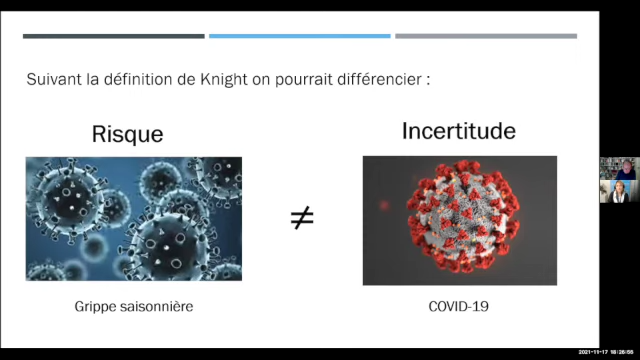 Suivant la définition de Knight on pourrait différencier :
Risque
Incertitude
≠
Grippe saisonnière
COVID-19
2021-11-17 18:26:55